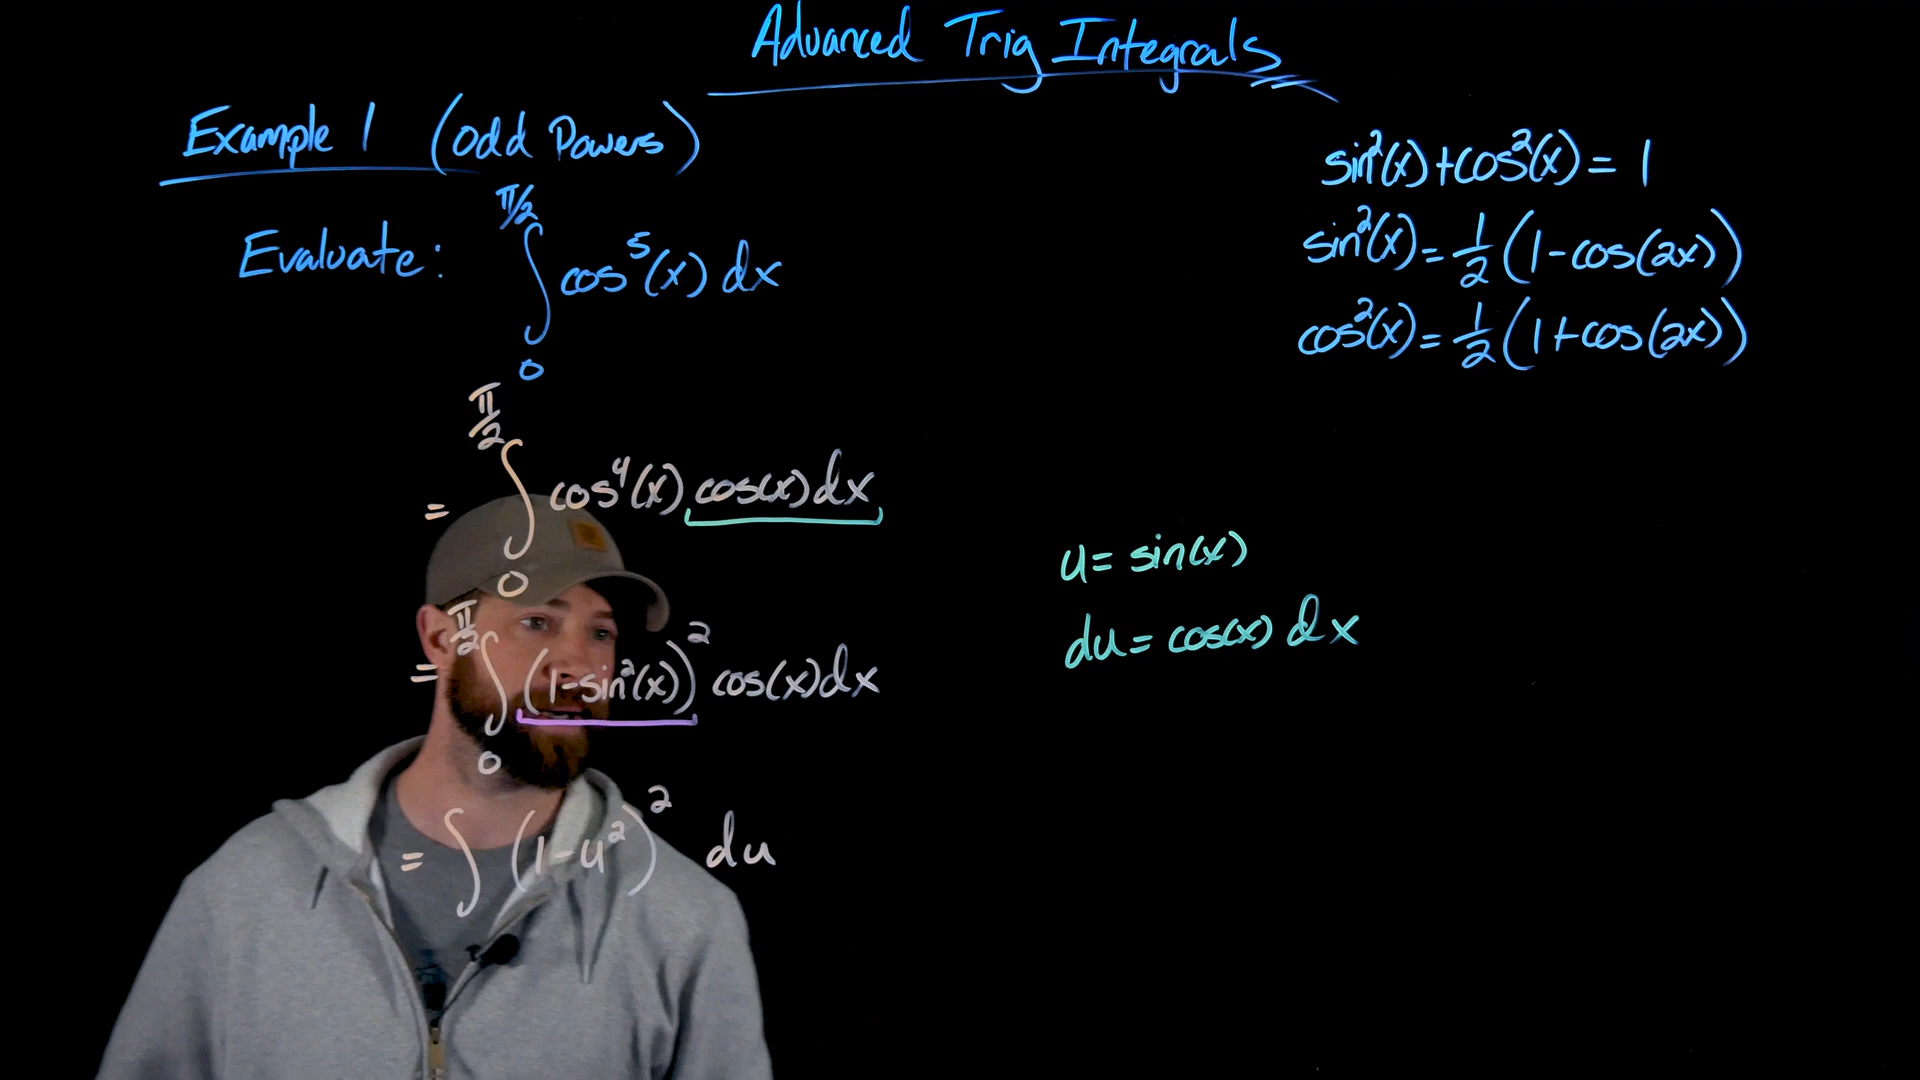 Advanced Trig Integrals
Example 1 (Odd Powers)
Evaluate: ∫₀^{π/2} cos⁵(x) dx
= ∫₀^{π/2} cos⁴(x) cos(x) dx
= ∫₀^{π/2} (1-sin²(x))² cos(x) dx
= ∫ (1-u²)² du
sin²(x)+cos²(x) = 1
sin²(x) = 1/2 (1-cos(2x))
cos²(x) = 1/2 (1+cos(2x))
u = sin(x)
du = cos(x) dx